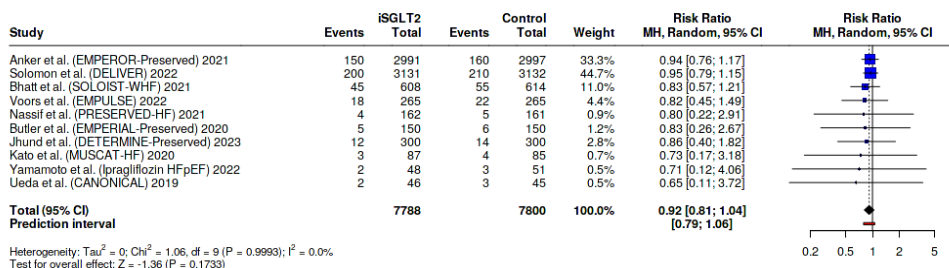 iSGLT2 Control Risk Ratio Risk Ratio
Study Events Total Events Total Weight MH, Random, 95% CI MH, Random, 95% CI
Anker et al. (EMPEROR-Preserved) 2021 150 2991 160 2997 33.3% 0.94 [0.76; 1.17]
Solomon et al. (DELIVER) 2022 200 3131 210 3132 44.7% 0.95 [0.79; 1.15]
Bhatt et al. (SOLOIST-WHF) 2021 45 608 55 614 11.0% 0.83 [0.57; 1.21]
Voors et al. (EMPULSE) 2022 18 265 22 265 4.4% 0.82 [0.45; 1.49]
Nassif et al. (PRESERVED-HF) 2021 4 162 5 161 0.9% 0.80 [0.22; 2.91]
Butler et al. (EMPERIAL-Preserved) 2020 5 150 6 150 1.2% 0.83 [0.26; 2.67]
Jhund et al. (DETERMINE-Preserved) 2023 12 300 14 300 2.8% 0.86 [0.40; 1.82]
Kato et al. (MUSCAT-HF) 2020 3 87 4 85 0.7% 0.73 [0.17; 3.18]
Yamamoto et al. (Ipragliflozin HFpEF) 2022 2 48 3 51 0.5% 0.71 [0.12; 4.06]
Ueda et al. (CANONICAL) 2019 2 46 3 45 0.5% 0.65 [0.11; 3.72]
Total (95% CI) 7788 7800 100.0% 0.92 [0.81; 1.04]
Prediction interval [0.79; 1.06]
Heterogeneity: Tau² = 0; Chi² = 1.06, df = 9 (P = 0.9993); I² = 0.0%
Test for overall effect: Z = -1.36 (P = 0.1733)
0.2 0.5 1 2 5